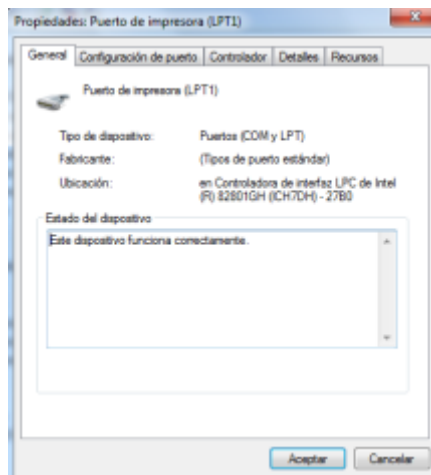 Propiedades: Puerto de impresora (LPT1)
General Configuración de puerto Controlador Detalles Recursos
Puerto de impresora (LPT1)
Tipo de dispositivo: Puertos (COM y LPT)
Fabricante: (Tipos de puerto estándar)
Ubicación: en Controladora de interfaz LPC de Intel
(R) 82801GH (ICH7DH) - 27B0
Estado del dispositivo
Este dispositivo funciona correctamente.
Aceptar Cancelar